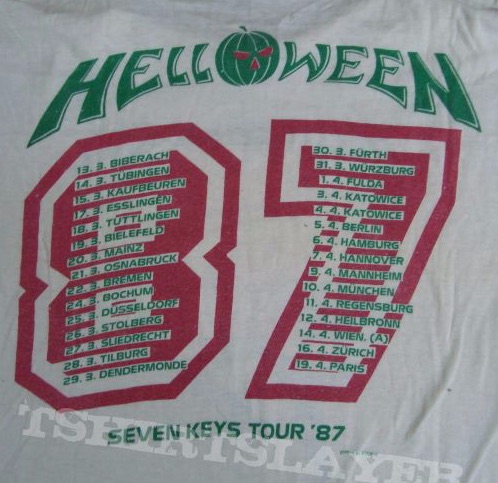 HELLOWEEN
13. 3. BIBERACH
14. 3. TÜBINGEN
15. 3. KAUFBEUREN
17. 3. ESSLINGEN
18. 3. TÜTTLINGEN
19. 3. BIELEFELD
20. 3. MAINZ
21. 3. OSNABRUCK
22. 3. BREMEN
24. 3. BOCHUM
25. 3. DÜSSELDORF
26. 3. STOLBERG
27. 3. SLIEDRECHT
28. 3. TILBURG
29. 3. DENDERMONDE
30. 3. FÜRTH
31. 3. WÜRZBURG
1. 4. FULDA
3. 4. KATOWICE
4. 4. KATOWICE
5. 4. BERLIN
6. 4. HAMBURG
7. 4. HANNOVER
9. 4. MANNHEIM
10. 4. MÜNCHEN
11. 4. REGENSBURG
12. 4. HEILBRONN
14. 4. WIEN. (A)
16. 4. ZÜRICH
19. 4. PARIS
87
SEVEN KEYS TOUR '87
TSHIRTSLAYER